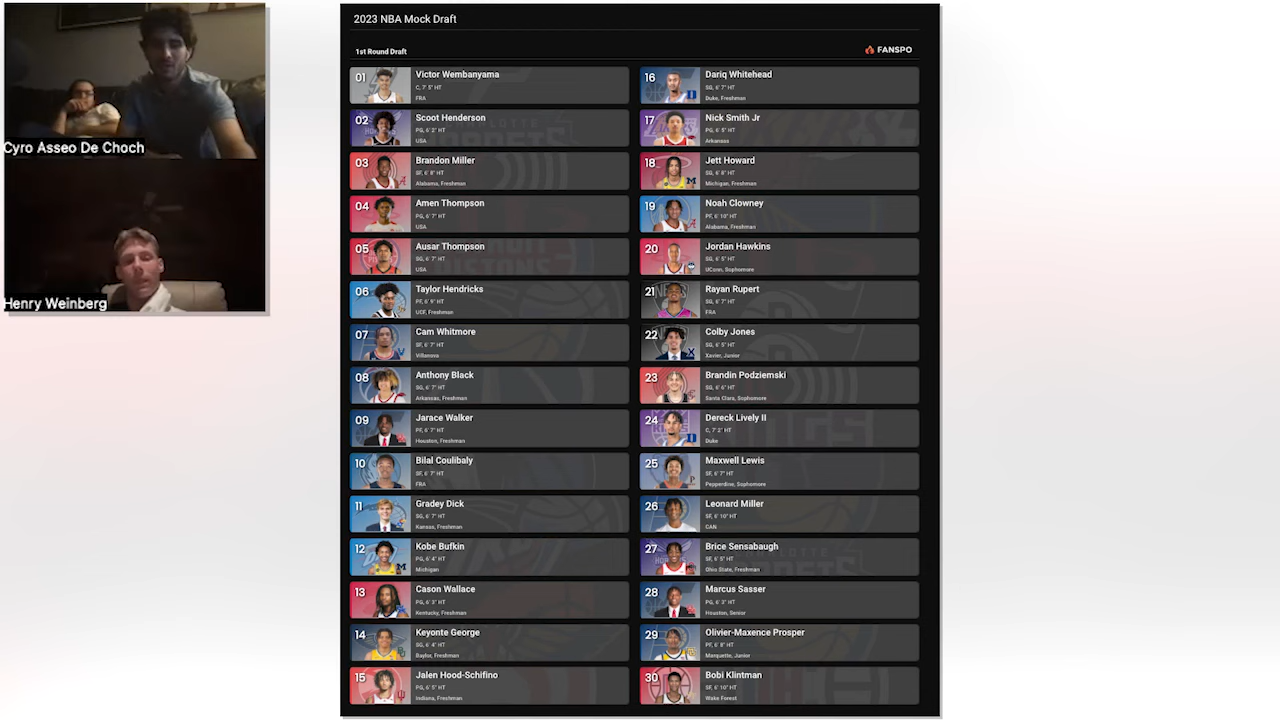 Cyro Asseo De Choch
Henry Weinberg
2023 NBA Mock Draft
1st Round Draft
FANSPO
01
Victor Wembanyama
C, 7' 5" HT
FRA
02
Scoot Henderson
PG, 6' 2" HT
USA
03
Brandon Miller
SF, 6' 8" HT
Alabama, Freshman
04
Amen Thompson
PG, 6' 7" HT
USA
05
Ausar Thompson
SG, 6' 7" HT
USA
06
Taylor Hendricks
PF, 6' 9" HT
UCF, Freshman
07
Cam Whitmore
SF, 6' 7" HT
Villanova
08
Anthony Black
SG, 6' 7" HT
Arkansas, Freshman
09
Jarace Walker
PF, 6' 7" HT
Houston, Freshman
10
Bilal Coulibaly
SF, 6' 7" HT
FRA
11
Gradey Dick
SG, 6' 7" HT
Kansas, Freshman
12
Kobe Bufkin
PG, 6' 4" HT
Michigan
13
Cason Wallace
PG, 6' 3" HT
Kentucky, Freshman
14
Keyonte George
SG, 6' 4" HT
Baylor, Freshman
15
Jalen Hood-Schifino
PG, 6' 5" HT
Indiana, Freshman
16
Dariq Whitehead
SG, 6' 7" HT
Duke, Freshman
17
Nick Smith Jr
PG, 6' 5" HT
Arkansas
18
Jett Howard
SG, 6' 8" HT
Michigan, Freshman
19
Noah Clowney
PF, 6' 10" HT
Alabama, Freshman
20
Jordan Hawkins
SG, 6' 5" HT
UConn, Sophomore
21
Rayan Rupert
SG, 6' 7" HT
FRA
22
Colby Jones
SG, 6' 5" HT
Xavier, Junior
23
Brandin Podziemski
SG, 6' 6" HT
Santa Clara, Sophomore
24
Dereck Lively II
C, 7' 2" HT
Duke
25
Maxwell Lewis
SF, 6' 7" HT
Pepperdine, Sophomore
26
Leonard Miller
SF, 6' 10" HT
CAN
27
Brice Sensabaugh
SF, 6' 5" HT
Ohio State, Freshman
28
Marcus Sasser
PG, 6' 3" HT
Houston, Senior
29
Olivier-Maxence Prosper
PF, 6' 8" HT
Marquette, Junior
30
Bobi Klintman
SF, 6' 10" HT
Wake Forest